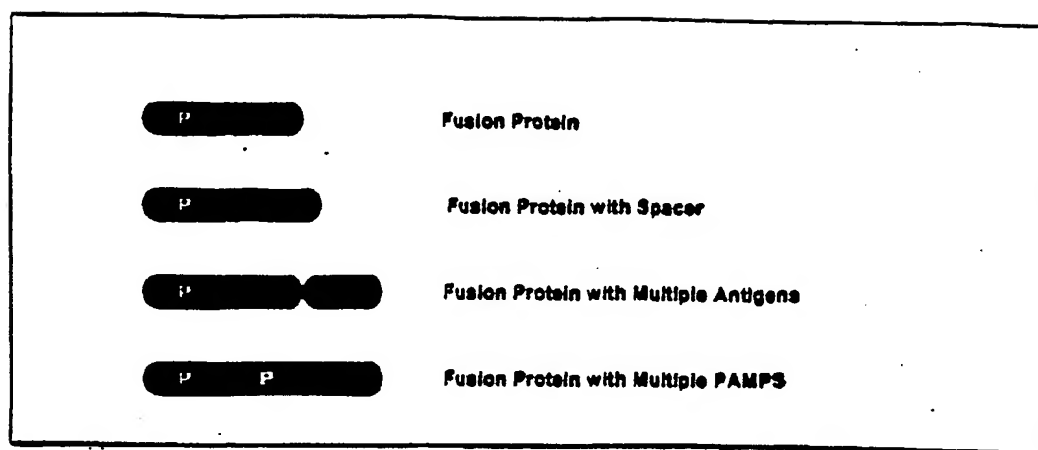 P Fusion Protein
P Fusion Protein with Spacer
P Fusion Protein with Multiple Antigens
P P Fusion Protein with Multiple PAMPS